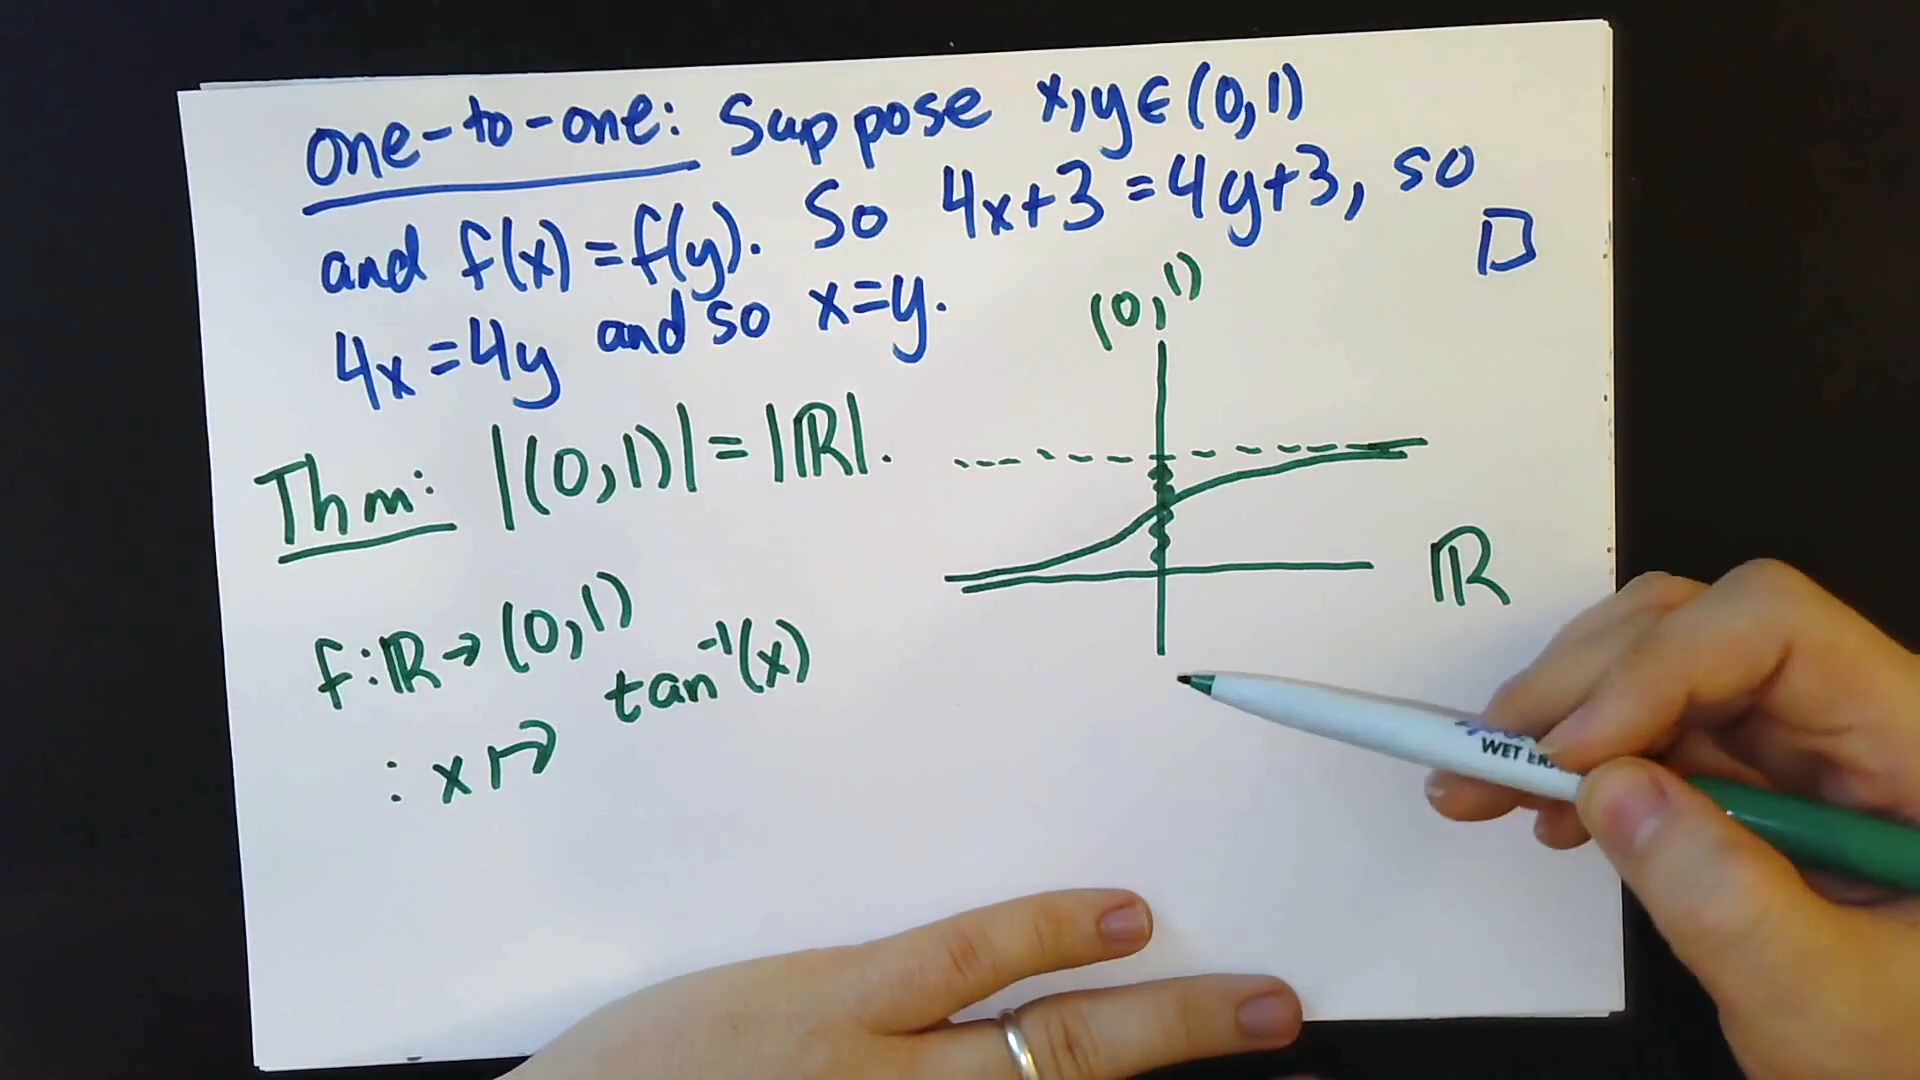 one-to-one: Suppose x,y∈(0,1)
and f(x)=f(y). So 4x+3=4y+3, so
4x=4y and so x=y. □
Thm: |(0,1)|=|ℝ|.
(0,1)
ℝ
f:ℝ→(0,1)
tan⁻¹(x)
: x↦
WET